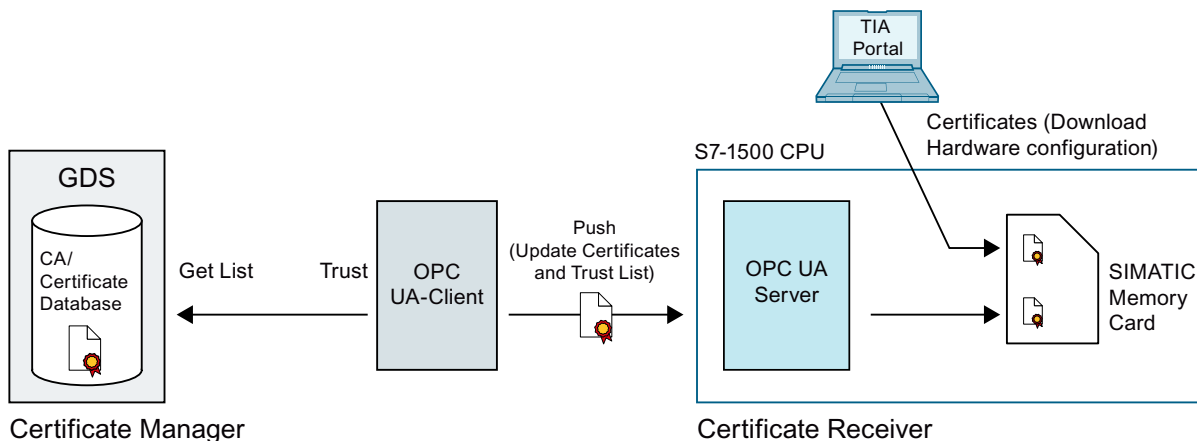 TIA
Portal
Certificates (Download
Hardware configuration)
S7-1500 CPU
GDS
CA/
Certificate
Database
Get List
Trust
OPC
UA-Client
Push
(Update Certificates
and Trust List)
OPC UA
Server
SIMATIC
Memory
Card
Certificate Manager
Certificate Receiver